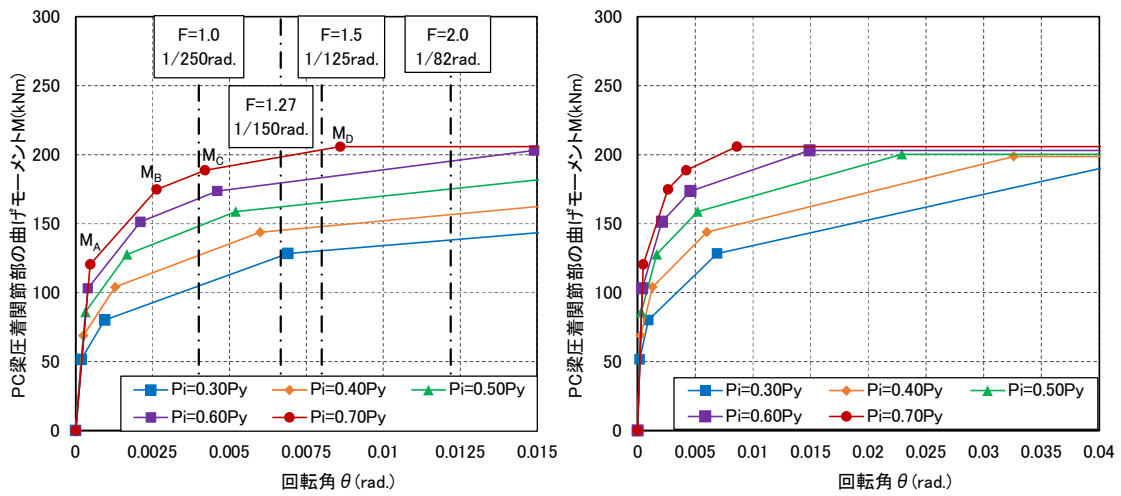 PC梁圧着関節部の曲げモーメントM(kNm)
300
250
200
150
100
50
0
F=1.0
1/250rad.
F=1.27
1/150rad.
F=1.5
1/125rad.
F=2.0
1/82rad.
MA
MB
MC
MD
Pi=0.30Py
Pi=0.40Py
Pi=0.50Py
Pi=0.60Py
Pi=0.70Py
0 0.0025 0.005 0.0075 0.01 0.0125 0.015
回転角θ(rad.)
PC梁圧着関節部の曲げモーメントM(kNm)
300
250
200
150
100
50
0
Pi=0.30Py
Pi=0.40Py
Pi=0.50Py
Pi=0.60Py
Pi=0.70Py
0 0.005 0.01 0.015 0.02 0.025 0.03 0.035 0.04
回転角θ(rad.)